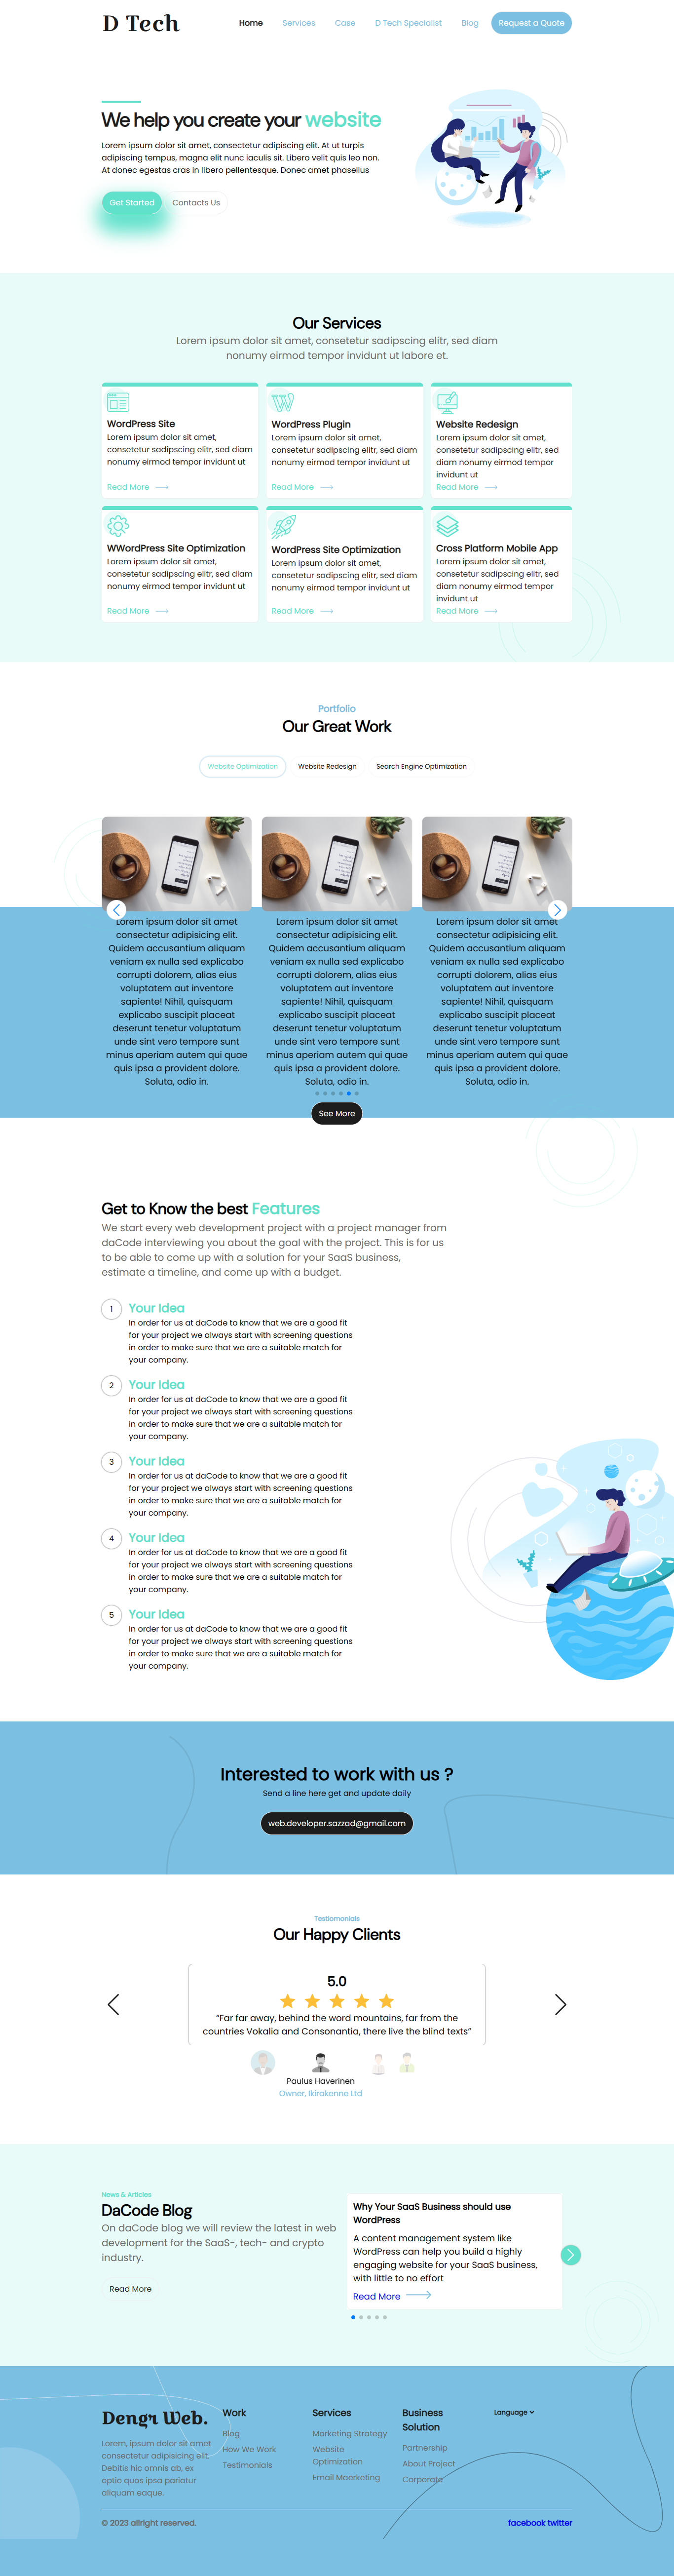 D Tech
Home Services Case D Tech Specialist Blog Request a Quote
We help you create your website
Lorem ipsum dolor sit amet, consectetur adipiscing elit. At ut turpis
adipiscing tempus, magna elit nunc iaculis sit. Libero velit quis leo non.
At donec egestas cras in libero pellentesque. Donec amet phasellus
Get Started Contacts Us
Our Services
Lorem ipsum dolor sit amet, consetetur sadipscing elitr, sed diam
nonumy eirmod tempor invidunt ut labore et.
WordPress Site
Lorem ipsum dolor sit amet,
consetetur sadipscing elitr, sed diam
nonumy eirmod tempor invidunt ut
Read More
WordPress Plugin
Lorem ipsum dolor sit amet,
consetetur sadipscing elitr, sed diam
nonumy eirmod tempor invidunt ut
Read More
Website Redesign
Lorem ipsum dolor sit amet,
consetetur sadipscing elitr, sed
diam nonumy eirmod tempor
invidunt ut
Read More
WWordPress Site Optimization
Lorem ipsum dolor sit amet,
consetetur sadipscing elitr, sed diam
nonumy eirmod tempor invidunt ut
Read More
WordPress Site Optimization
Lorem ipsum dolor sit amet,
consetetur sadipscing elitr, sed diam
nonumy eirmod tempor invidunt ut
Read More
Cross Platform Mobile App
Lorem ipsum dolor sit amet,
consetetur sadipscing elitr, sed
diam nonumy eirmod tempor
invidunt ut
Read More
Portfolio
Our Great Work
Website Optimization Website Redesign Search Engine Optimization
Lorem ipsum dolor sit amet
consectetur adipisicing elit.
Quidem accusantium aliquam
veniam ex nulla sed explicabo
corrupti dolorem, alias eius
voluptatem aut inventore
sapiente! Nihil, quisquam
explicabo suscipit placeat
deserunt tenetur voluptatum
unde sint vero tempore sunt
minus aperiam autem qui quae
quis ipsa a provident dolore.
Soluta, odio in.
Lorem ipsum dolor sit amet
consectetur adipisicing elit.
Quidem accusantium aliquam
veniam ex nulla sed explicabo
corrupti dolorem, alias eius
voluptatem aut inventore
sapiente! Nihil, quisquam
explicabo suscipit placeat
deserunt tenetur voluptatum
unde sint vero tempore sunt
minus aperiam autem qui quae
quis ipsa a provident dolore.
Soluta, odio in.
Lorem ipsum dolor sit amet
consectetur adipisicing elit.
Quidem accusantium aliquam
veniam ex nulla sed explicabo
corrupti dolorem, alias eius
voluptatem aut inventore
sapiente! Nihil, quisquam
explicabo suscipit placeat
deserunt tenetur voluptatum
unde sint vero tempore sunt
minus aperiam autem qui quae
quis ipsa a provident dolore.
Soluta, odio in.
See More
Get to Know the best Features
We start every web development project with a project manager from
daCode interviewing you about the goal with the project. This is for us
to be able to come up with a solution for your SaaS business,
estimate a timeline, and come up with a budget.
1 Your Idea
In order for us at daCode to know that we are a good fit
for your project we always start with screening questions
in order to make sure that we are a suitable match for
your company.
2 Your Idea
In order for us at daCode to know that we are a good fit
for your project we always start with screening questions
in order to make sure that we are a suitable match for
your company.
3 Your Idea
In order for us at daCode to know that we are a good fit
for your project we always start with screening questions
in order to make sure that we are a suitable match for
your company.
4 Your Idea
In order for us at daCode to know that we are a good fit
for your project we always start with screening questions
in order to make sure that we are a suitable match for
your company.
5 Your Idea
In order for us at daCode to know that we are a good fit
for your project we always start with screening questions
in order to make sure that we are a suitable match for
your company.
Interested to work with us ?
Send a line here get and update daily
web.developer.sazzad@gmail.com
Testiomonials
Our Happy Clients
5.0
“Far far away, behind the word mountains, far from the
countries Vokalia and Consonantia, there live the blind texts”
Paulus Haverinen
Owner, Ikirakenne Ltd
News & Articles
DaCode Blog
On daCode blog we will review the latest in web
development for the SaaS-, tech- and crypto
industry.
Read More
Why Your SaaS Business should use
WordPress
A content management system like
WordPress can help you build a highly
engaging website for your SaaS business,
with little to no effort
Read More
Dengr Web.
Lorem, ipsum dolor sit amet
consectetur adipisicing elit.
Debitis hic omnis ab, ex
optio quos ipsa pariatur
aliquam eaque.
Work
Blog
How We Work
Testimonials
Services
Marketing Strategy
Website
Optimization
Email Maerketing
Business
Solution
Partnership
About Project
Corporate
Language
© 2023 allright reserved.
facebook twitter